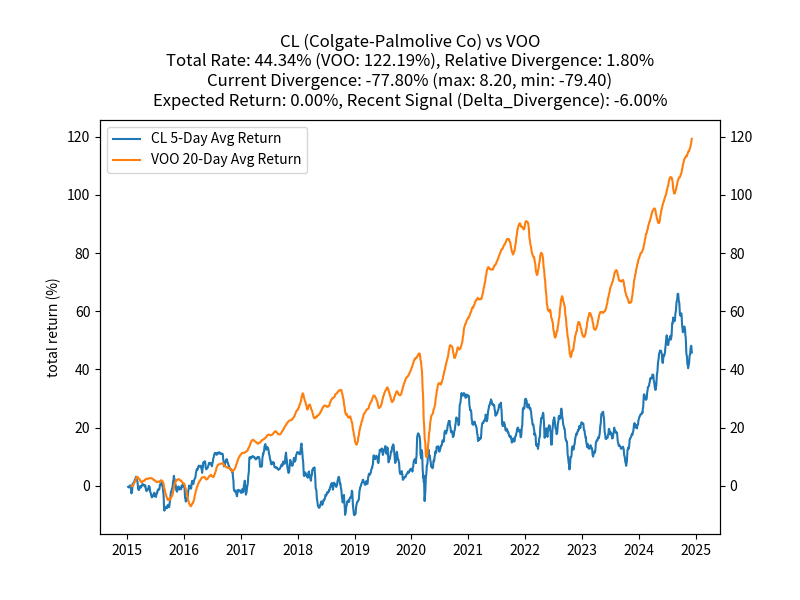 CL (Colgate-Palmolive Co) vs VOO
Total Rate: 44.34% (VOO: 122.19%), Relative Divergence: 1.80%
Current Divergence: -77.80% (max: 8.20, min: -79.40)
Expected Return: 0.00%, Recent Signal (Delta_Divergence): -6.00%
CL 5-Day Avg Return
VOO 20-Day Avg Return
total return (%)
120 120
100 100
80 80
60 60
40 40
20 20
0 0
2015 2016 2017 2018 2019 2020 2021 2022 2023 2024 2025